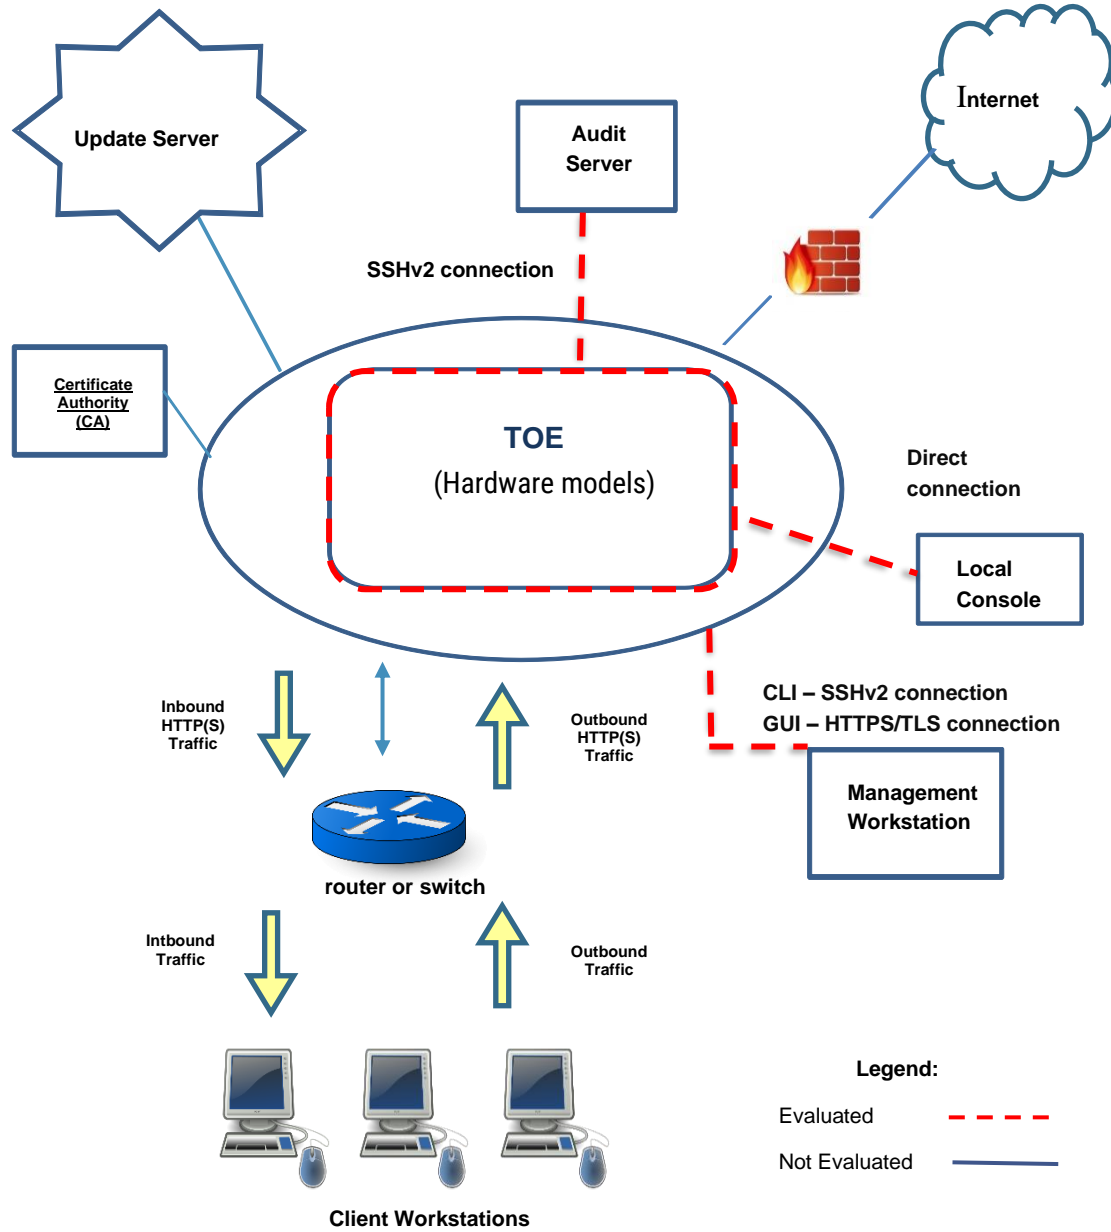 Update Server
Audit
Server
Internet
SSHv2 connection
Certificate
Authority
(CA)
TOE
(Hardware models)
Direct
connection
Local
Console
CLI – SSHv2 connection
GUI – HTTPS/TLS connection
Management
Workstation
Inbound
HTTP(S)
Traffic
Outbound
HTTP(S)
Traffic
router or switch
Intbound
Traffic
Outbound
Traffic
Client Workstations
Legend:
Evaluated
Not Evaluated